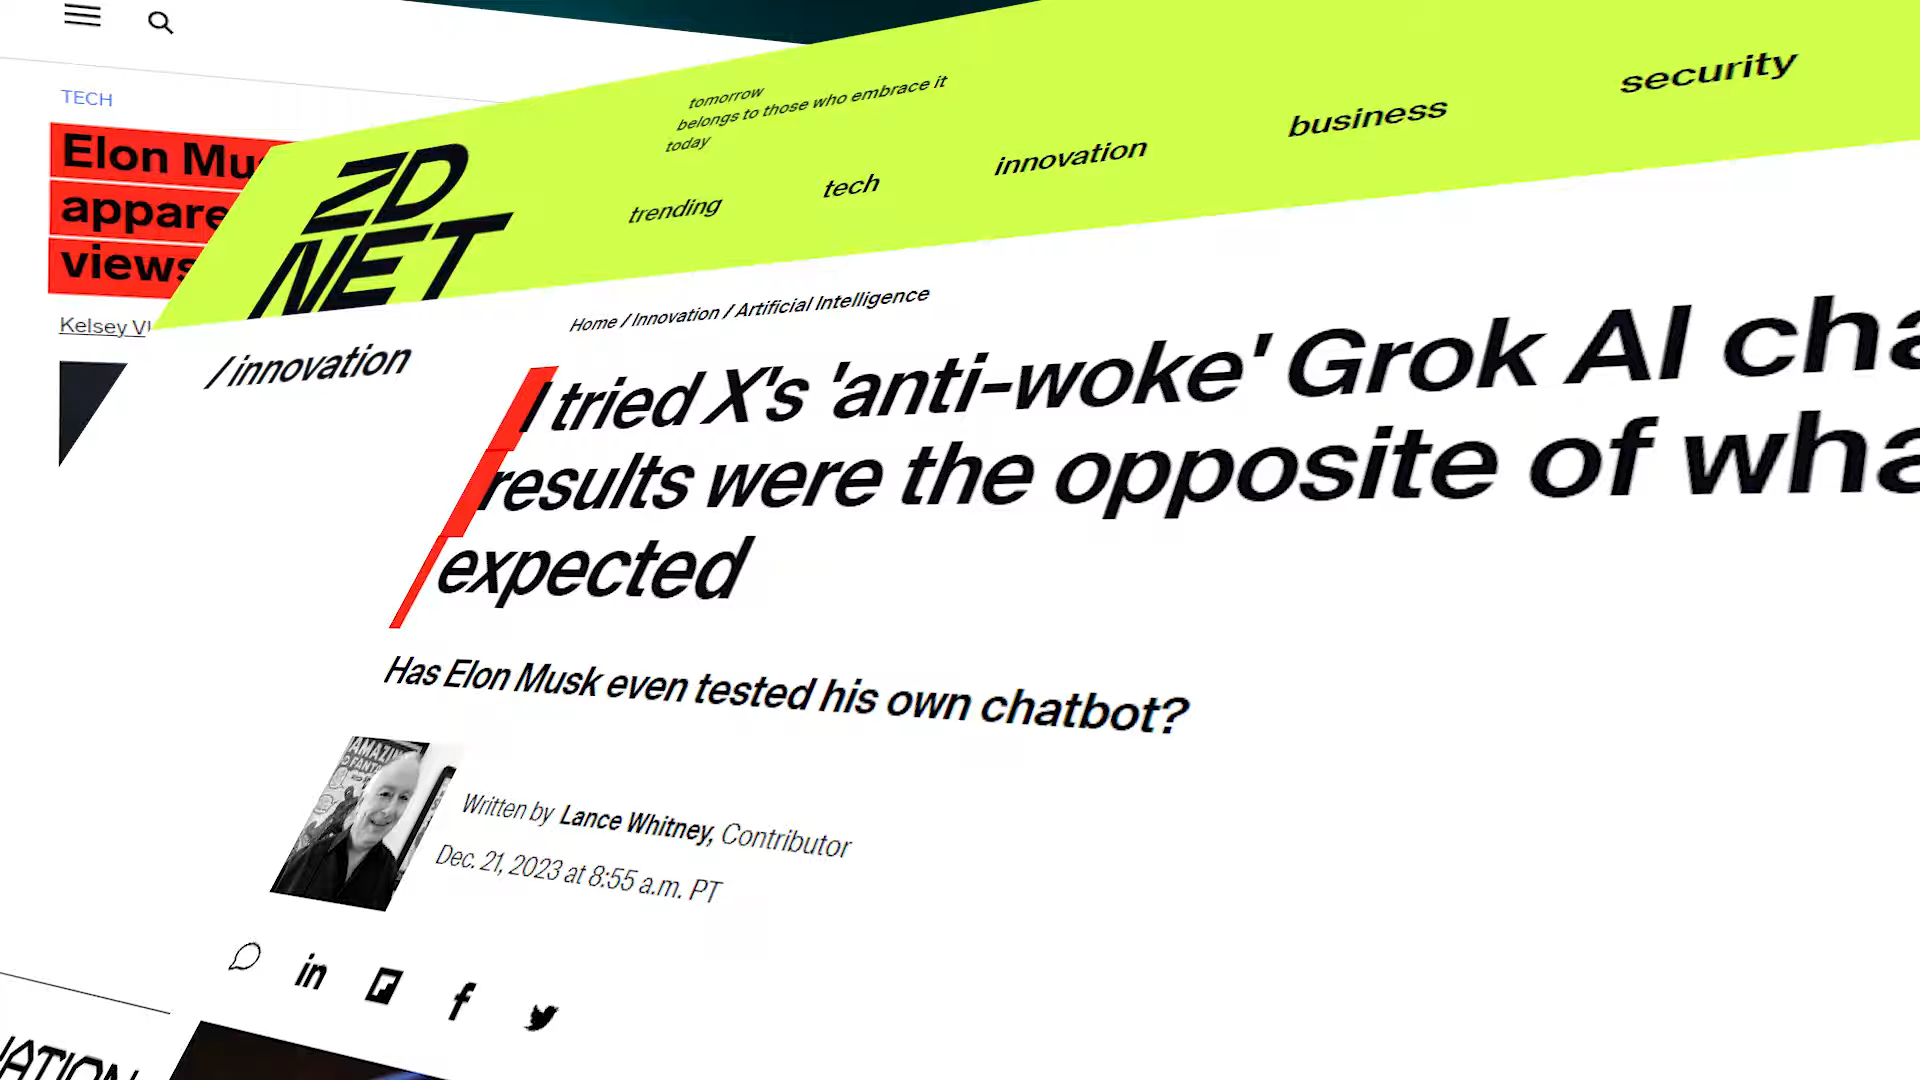 TECH
Elon Mu
appare
views
Kelsey
ZD
NET
tomorrow
belongs to those who embrace it
today
trending
tech
innovation
business
security
/ innovation
Home / Innovation / Artificial Intelligence
I tried X's 'anti-woke' Grok AI cha
results were the opposite of wha
expected
Has Elon Musk even tested his own chatbot?
AMAZIN
Written by Lance Whitney, Contributor
Dec. 21, 2023 at 8:55 a.m. PT
in
f